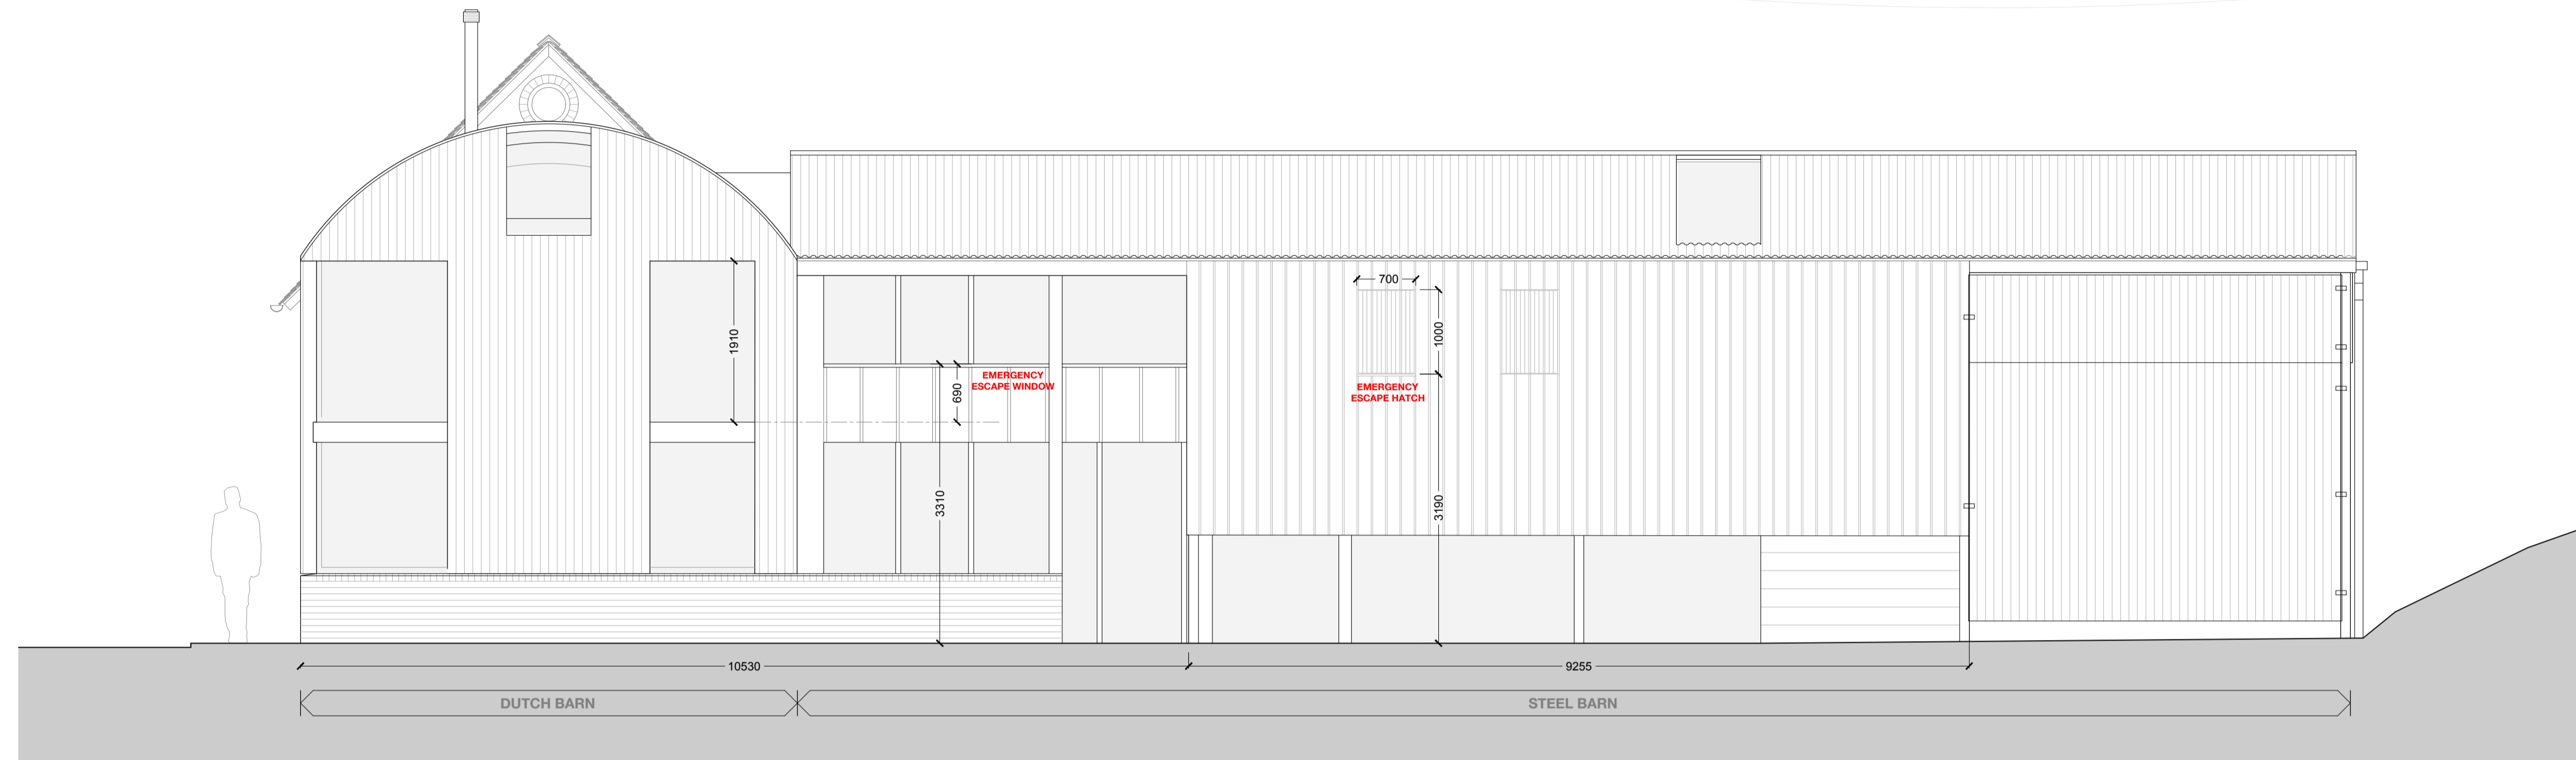 700
1910
1000
EMERGENCY
ESCAPE WINDOW
690
EMERGENCY
ESCAPE HATCH
3310
3190
10530
9255
DUTCH BARN
STEEL BARN